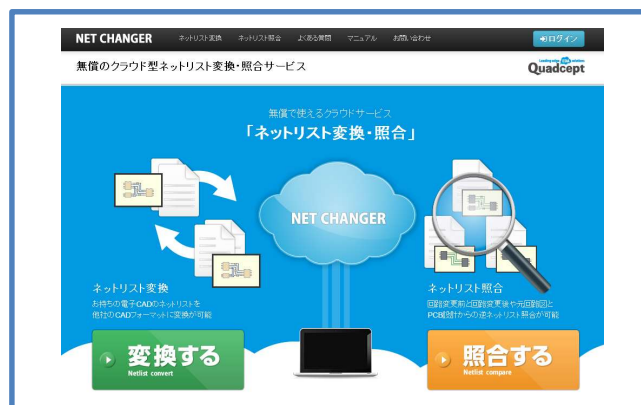 NET CHANGER ネットリスト変換 ネットリスト照合 よくある質問 マニュアル お問い合わせ ログイン
無償のクラウド型ネットリスト変換・照合サービス
Quadcept
無償で使えるクラウドサービス
「ネットリスト変換・照合」
NET CHANGER
ネットリスト変換
お持ちの電子CADのネットリストを
他社のCADフォーマットに変換が可能
変換する
Netlist convert
ネットリスト照合
回路変更前と回路変更後や元回路図と
PCB設計からの逆ネットリスト照合が可能
照合する
Netlist compare